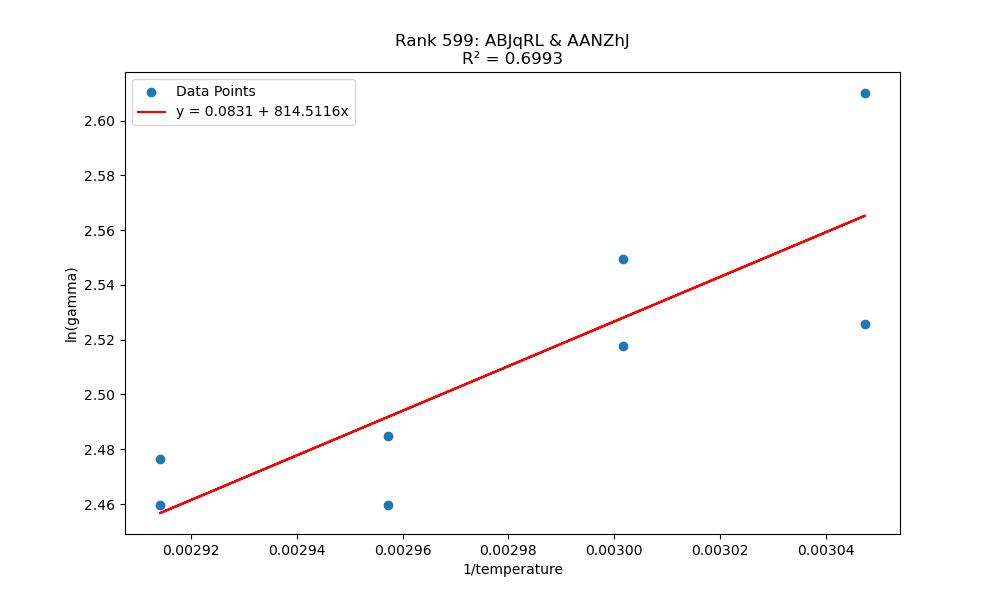 Rank 599: ABJqRL & AANZhJ
R² = 0.6993
Data Points
y = 0.0831 + 814.5116x
2.60
2.58
2.56
2.54
2.52
2.50
2.48
2.46
ln(gamma)
0.00292 0.00294 0.00296 0.00298 0.00300 0.00302 0.00304
1/temperature